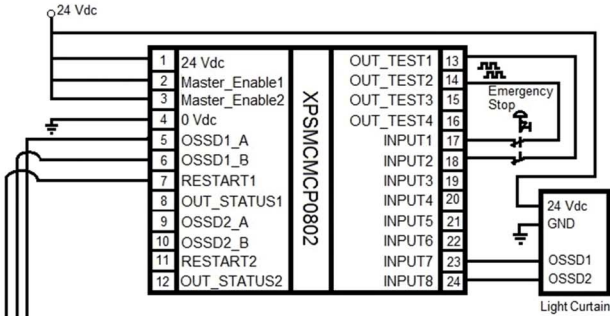 24 Vdc
1 24 Vdc
2 Master_Enable1
3 Master_Enable2
4 0 Vdc
5 OSSD1_A
6 OSSD1_B
7 RESTART1
8 OUT_STATUS1
9 OSSD2_A
10 OSSD2_B
11 RESTART2
12 OUT_STATUS2
XPSMCMCP0802
OUT_TEST1 13
OUT_TEST2 14
OUT_TEST3 15
OUT_TEST4 16
INPUT1 17
INPUT2 18
INPUT3 19
INPUT4 20
INPUT5 21
INPUT6 22
INPUT7 23
INPUT8 24
Emergency
Stop
24 Vdc
GND
OSSD1
OSSD2
Light Curtain